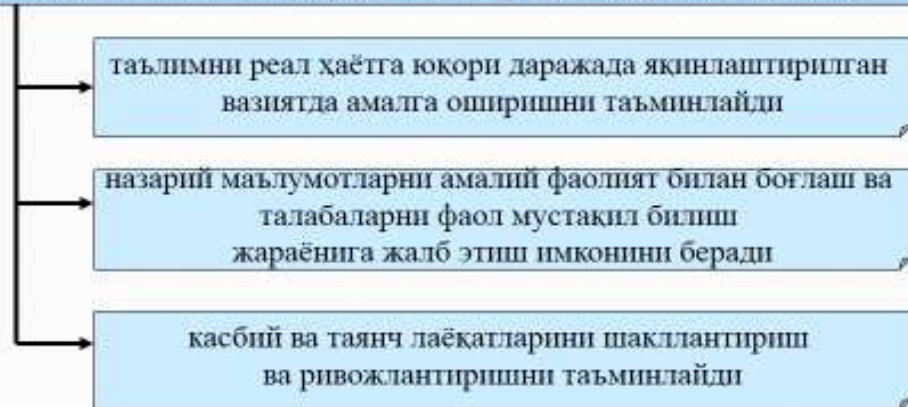 таълимни реал ҳаётга юқори даражада яқинлаштирилган
вазиятда амалга оширишни таъминлайди
назарий маълумотларни амалий фаолият билан боғлаш ва
талабаларни фаол мустақил билиш
жараёнига жалб этиш имконини беради
касбий ва таянч лаёқатларини шакллантириш
ва ривожлантиришни таъминлайди